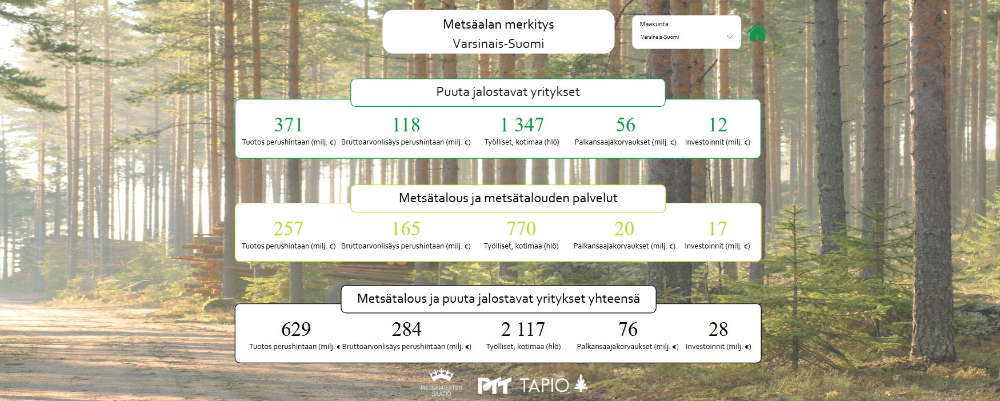 Metsäalan merkitys
Varsinais-Suomi
Maakunta
Varsinais-Suomi
Puuta jalostavat yritykset
371 118 1 347 56 12
Tuotos perushintaan (milj. €) Bruttoarvonlisäys perushintaan (milj. €) Työlliset, kotimaa (hlö) Palkansaajakorvaukset (milj. €) Investoinnit (milj. €)
Metsätalous ja metsätalouden palvelut
257 165 770 20 17
Tuotos perushintaan (milj. €) Bruttoarvonlisäys perushintaan (milj. €) Työlliset, kotimaa (hlö) Palkansaajakorvaukset (milj. €) Investoinnit (milj. €)
Metsätalous ja puuta jalostavat yritykset yhteensä
629 284 2 117 76 28
Tuotos perushintaan (milj. € Bruttoarvonlisäys perushintaan (milj. €) Työlliset, kotimaa (hlö) Palkansaajakorvaukset (milj. €) Investoinnit (milj. €)
METSÄMIESTEN
SÄÄTIÖ
PTT TAPIO